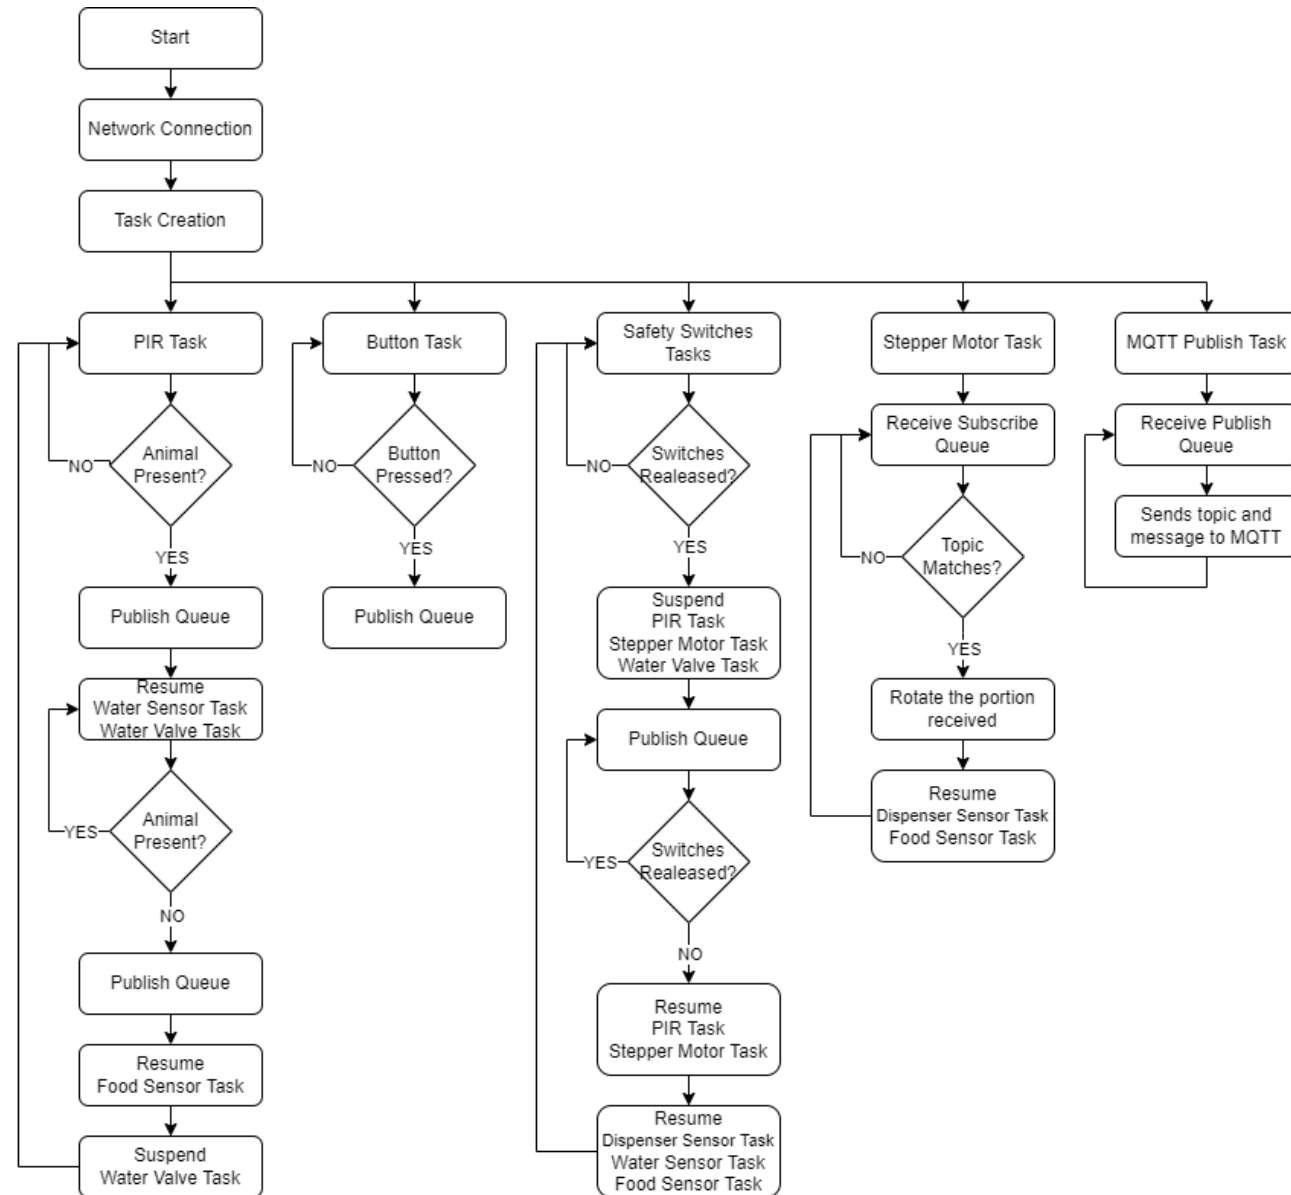 Start
Network Connection
Task Creation
PIR Task
Animal
Present?
NO
YES
Publish Queue
Resume
Water Sensor Task
Water Valve Task
Animal
Present?
YES
NO
Publish Queue
Resume
Food Sensor Task
Suspend
Water Valve Task
Button Task
Button
Pressed?
NO
YES
Publish Queue
Safety Switches
Tasks
Switches
Realeased?
NO
YES
Suspend
PIR Task
Stepper Motor Task
Water Valve Task
Publish Queue
Switches
Realeased?
YES
NO
Resume
PIR Task
Stepper Motor Task
Resume
Dispenser Sensor Task
Water Sensor Task
Food Sensor Task
Stepper Motor Task
Receive Subscribe
Queue
Topic
Matches?
NO
YES
Rotate the portion
received
Resume
Dispenser Sensor Task
Food Sensor Task
MQTT Publish Task
Receive Publish
Queue
Sends topic and
message to MQTT